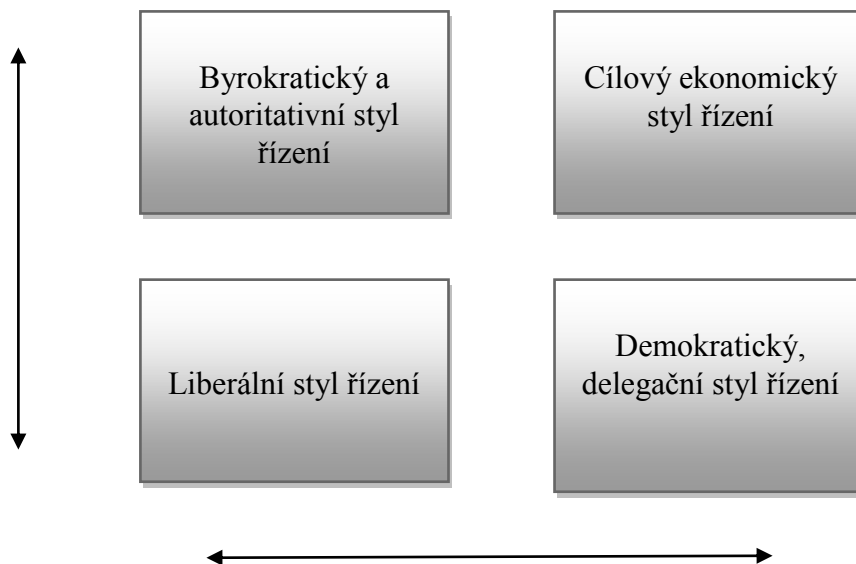 Byrokratický a
autoritativní styl
řízení
Cílový ekonomický
styl řízení
Liberální styl řízení
Demokratický,
delegační styl řízení